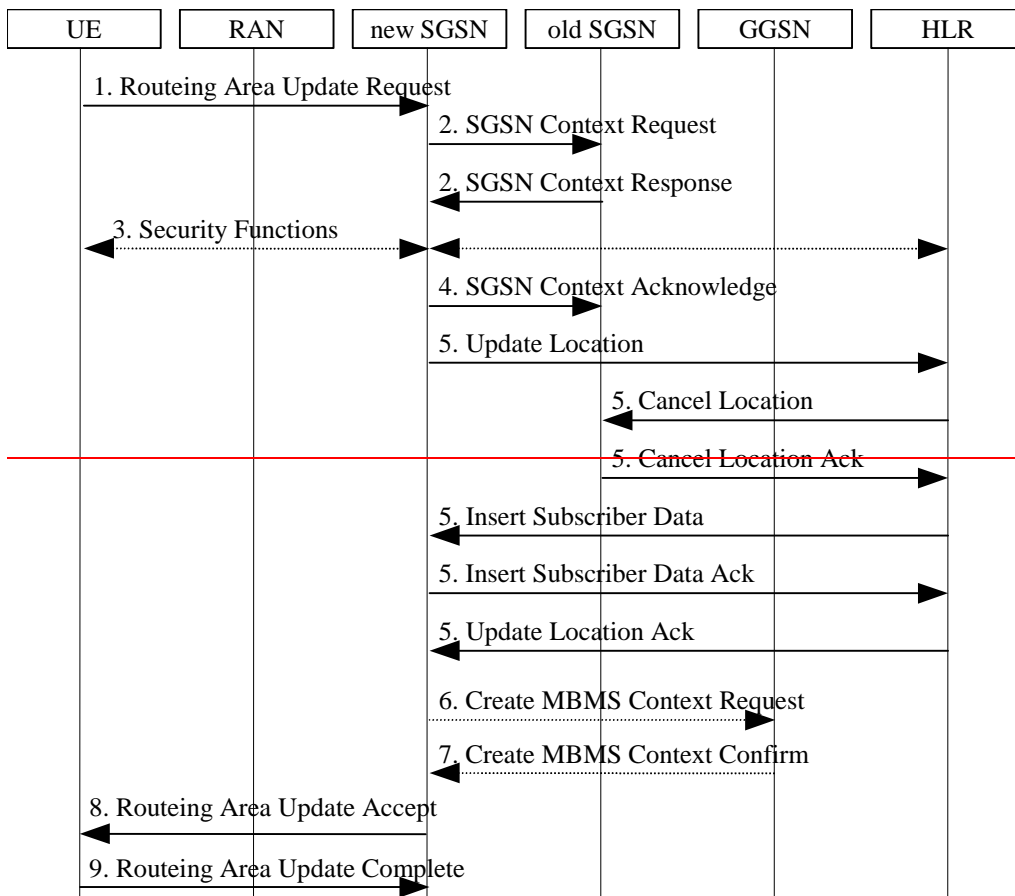 UE RAN new SGSN old SGSN GGSN HLR
1. Routeing Area Update Request
2. SGSN Context Request
2. SGSN Context Response
3. Security Functions
4. SGSN Context Acknowledge
5. Update Location
5. Cancel Location
5. Cancel Location Ack
5. Insert Subscriber Data
5. Insert Subscriber Data Ack
5. Update Location Ack
6. Create MBMS Context Request
7. Create MBMS Context Confirm
8. Routeing Area Update Accept
9. Routeing Area Update Complete